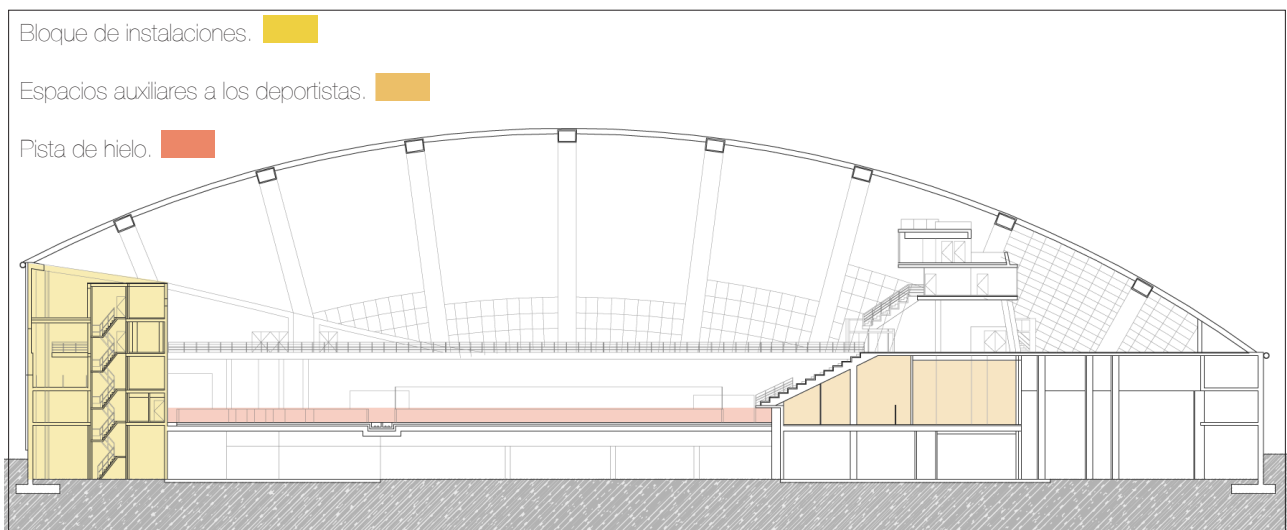 Bloque de instalaciones.
Espacios auxiliares a los deportistas.
Pista de hielo.